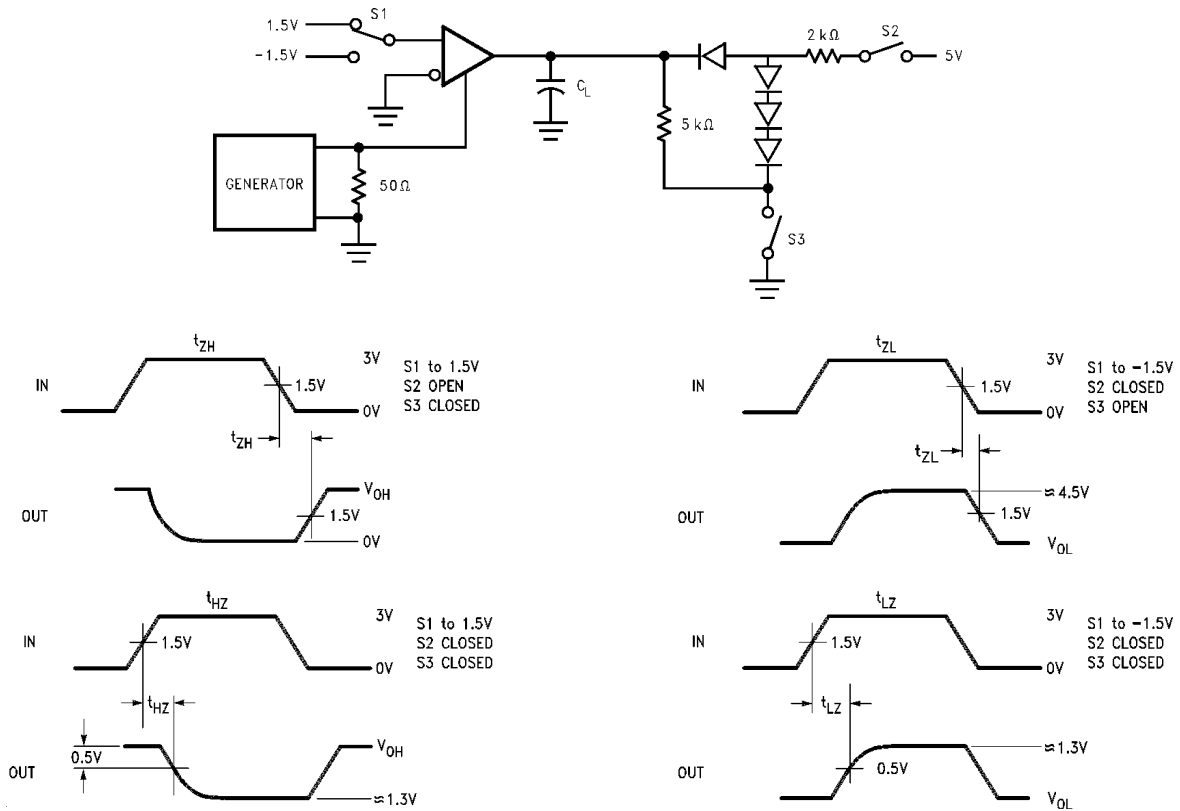 1.5V
S1
-1.5V
2 kΩ
S2
5V
C_L
5 kΩ
GENERATOR
50Ω
S3
t_ZH
IN
1.5V
3V
0V
S1 to 1.5V
S2 OPEN
S3 CLOSED
t_ZH
OUT
V_OH
1.5V
0V
t_ZL
IN
1.5V
3V
0V
S1 to -1.5V
S2 CLOSED
S3 OPEN
t_ZL
OUT
≈4.5V
1.5V
V_OL
t_HZ
IN
1.5V
3V
0V
S1 to 1.5V
S2 CLOSED
S3 CLOSED
t_HZ
OUT
0.5V
V_OH
≈1.3V
t_LZ
IN
1.5V
3V
0V
S1 to -1.5V
S2 CLOSED
S3 CLOSED
t_LZ
OUT
0.5V
≈1.3V
V_OL